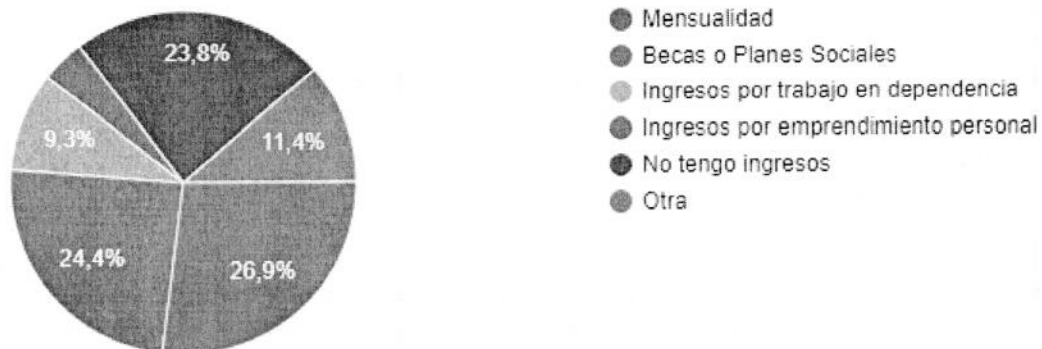 23,8%
11,4%
9,3%
24,4%
26,9%
Mensualidad
Becas o Planes Sociales
Ingresos por trabajo en dependencia
Ingresos por emprendimiento personal
No tengo ingresos
Otra